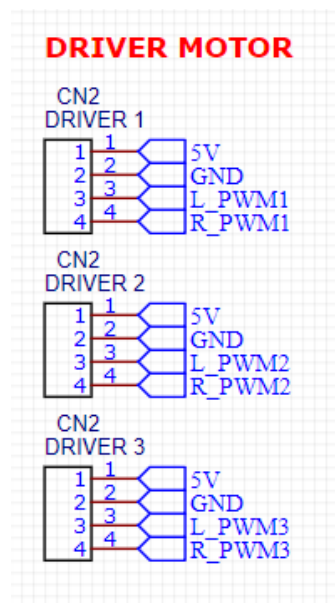 DRIVER MOTOR
CN2
DRIVER 1
1 1 5V
2 2 GND
3 3 L_PWM1
4 4 R_PWM1
CN2
DRIVER 2
1 1 5V
2 2 GND
3 3 L_PWM2
4 4 R_PWM2
CN2
DRIVER 3
1 1 5V
2 2 GND
3 3 L_PWM3
4 4 R_PWM3